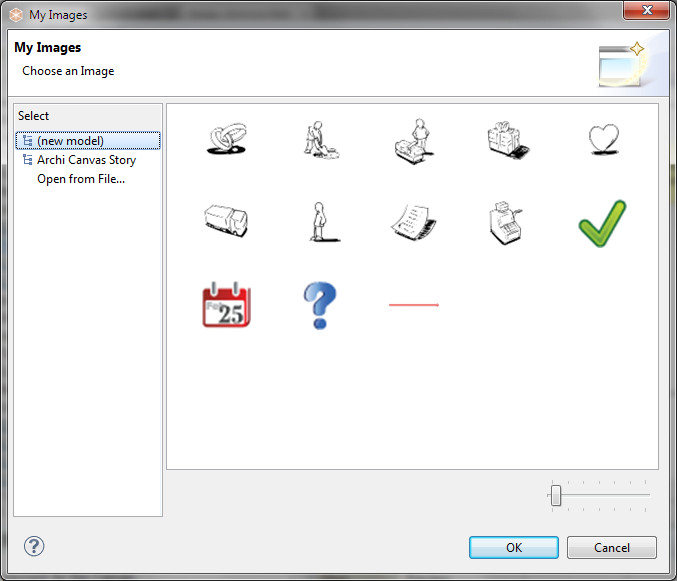 My Images
My Images
Choose an Image
Select
(new model)
Archi Canvas Story
Open from File...
Feb
25
?
?
OK
Cancel